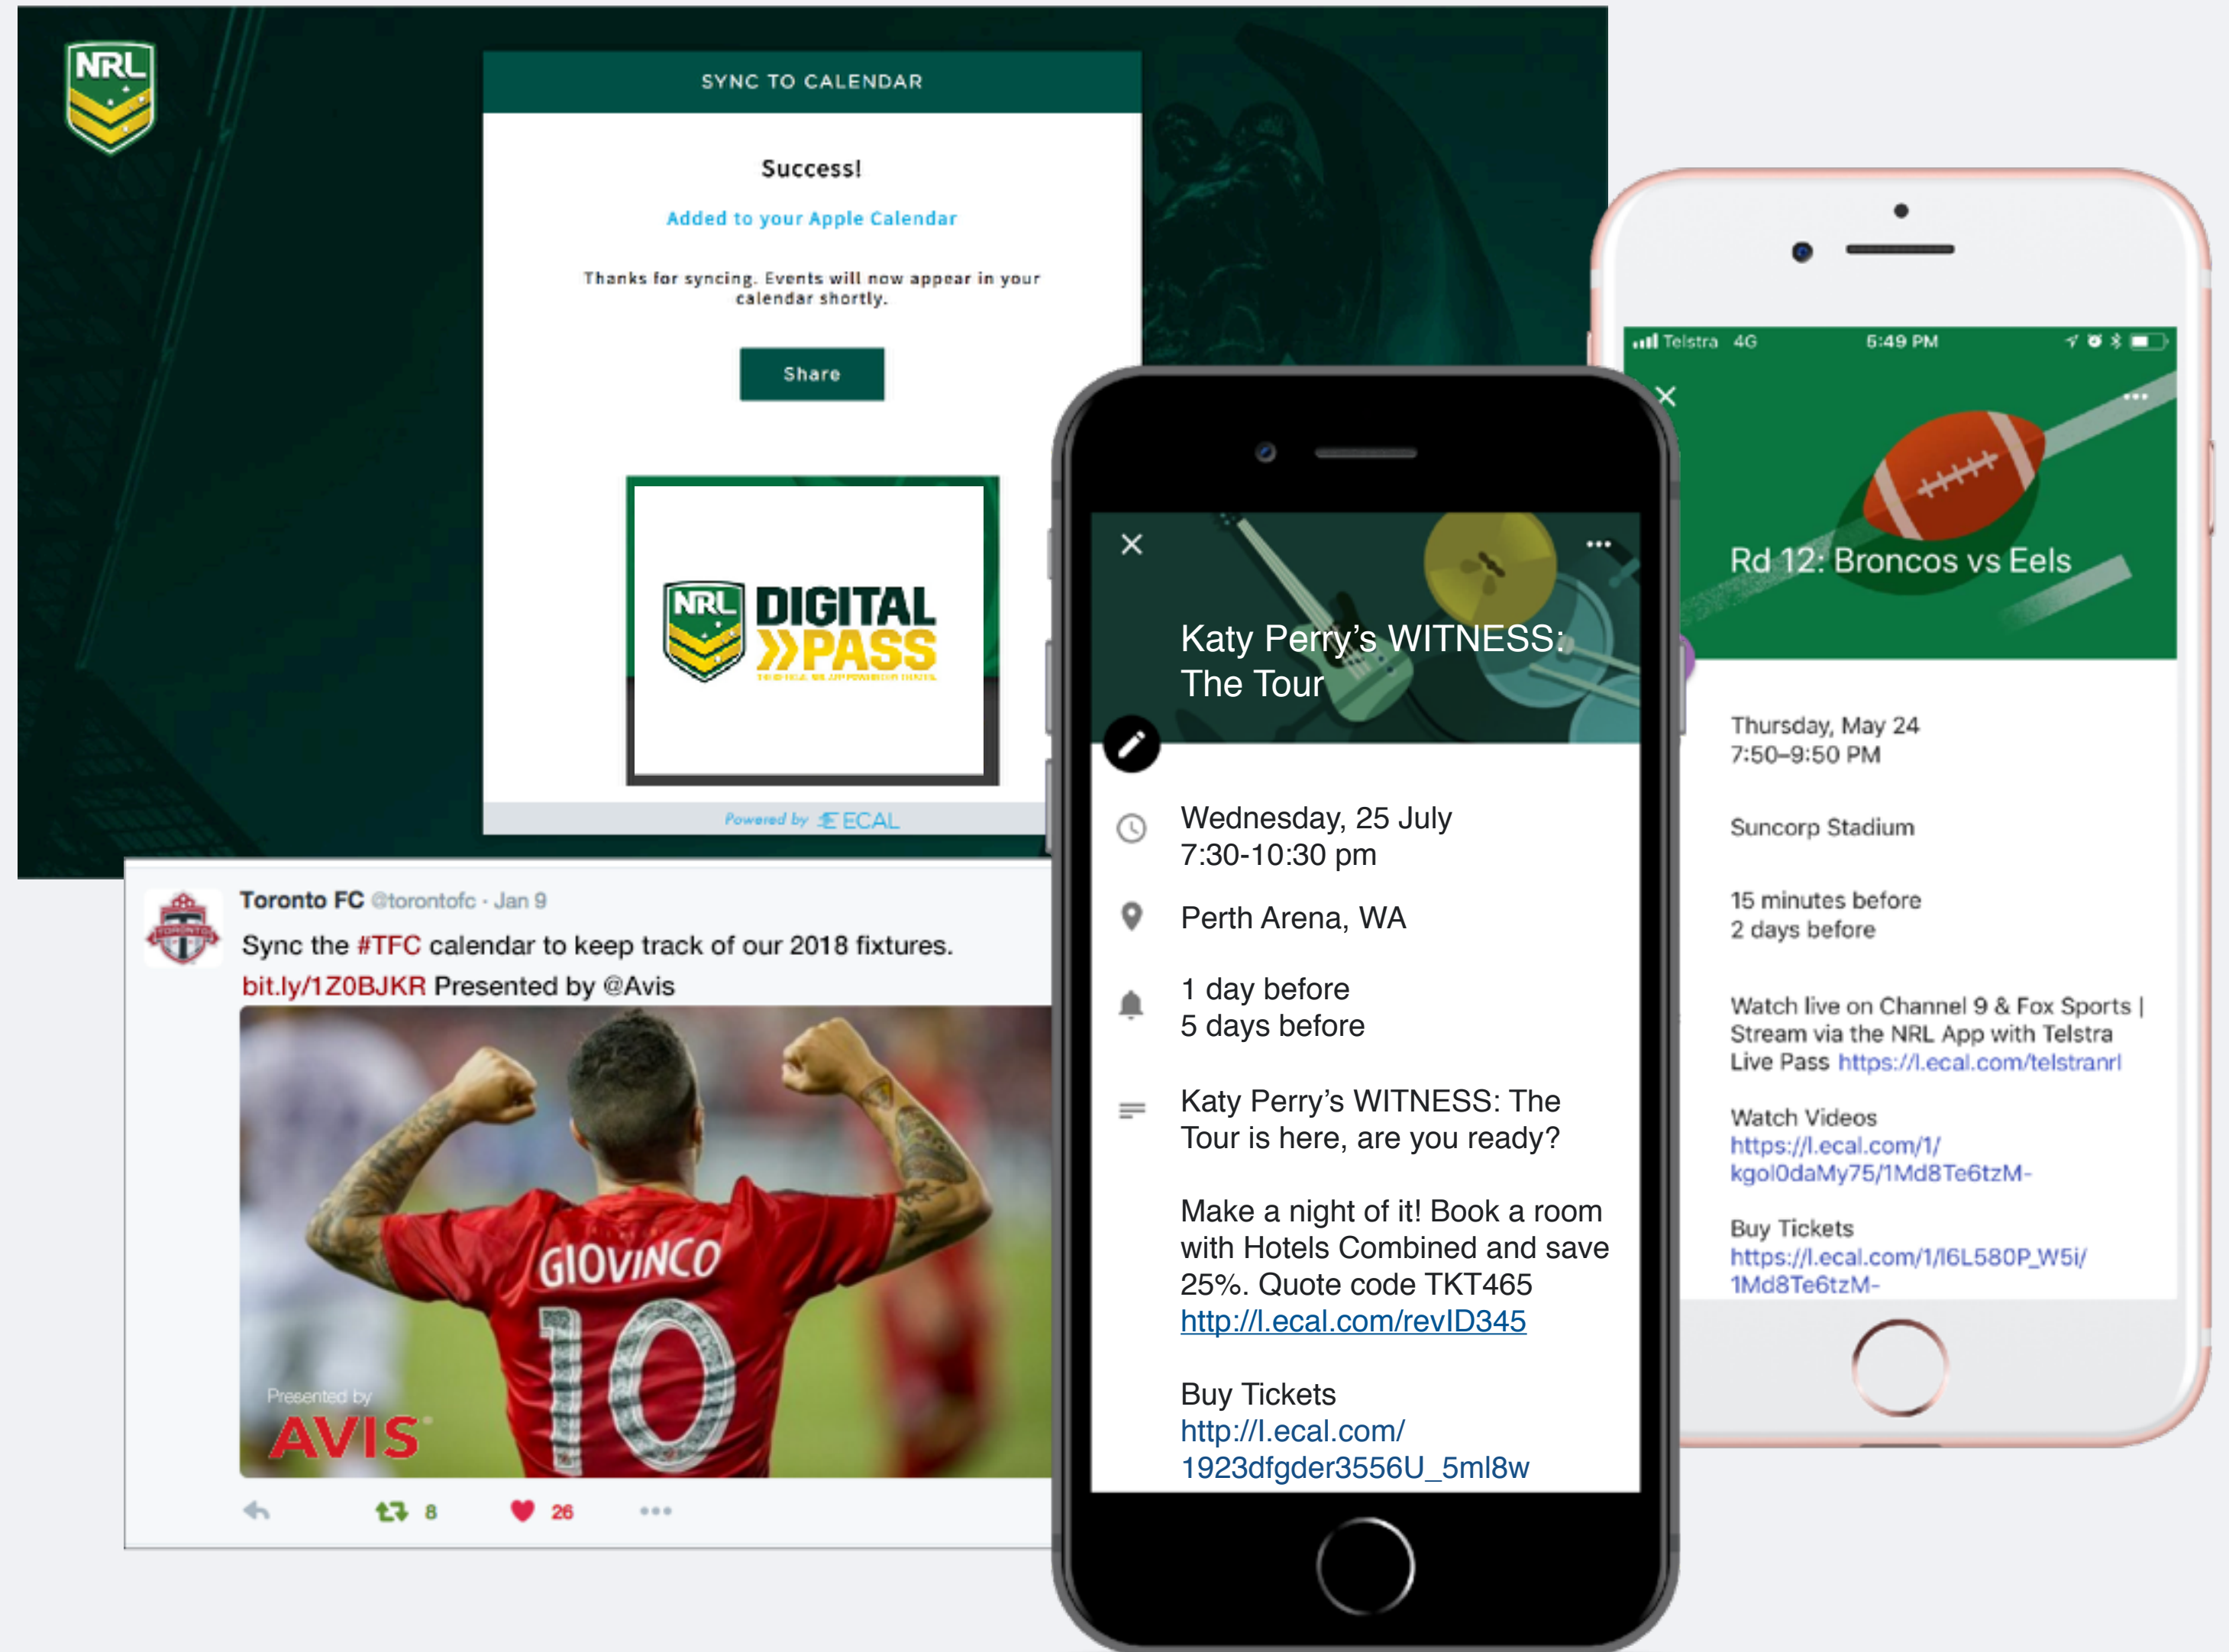 NRL
SYNC TO CALENDAR
Success!
Added to your Apple Calendar
Thanks for syncing. Events will now appear in your
calendar shortly.
Share
NRL
DIGITAL
PASS
Powered by ECAL
Toronto FC @torontofc · Jan 9
Sync the #TFC calendar to keep track of our 2018 fixtures.
bit.ly/1Z0BJKR Presented by @Avis
TORONTO
GIOVINCO
10
Presented by
AVIS
8
26
Katy Perry's WITNESS:
The Tour
Wednesday, 25 July
7:30-10:30 pm
Perth Arena, WA
1 day before
5 days before
Katy Perry's WITNESS: The
Tour is here, are you ready?
Make a night of it! Book a room
with Hotels Combined and save
25%. Quote code TKT465
http://l.ecal.com/revID345
Buy Tickets
http://l.ecal.com/
1923dfgder3556U_5ml8w
Telstra 4G
5:49 PM
Rd 12: Broncos vs Eels
Thursday, May 24
7:50–9:50 PM
Suncorp Stadium
15 minutes before
2 days before
Watch live on Channel 9 & Fox Sports |
Stream via the NRL App with Telstra
Live Pass https://l.ecal.com/telstranrl
Watch Videos
https://l.ecal.com/1/
kgol0daMy75/1Md8Te6tzM-
Buy Tickets
https://l.ecal.com/1/I6L580P_W5i/
1Md8Te6tzM-